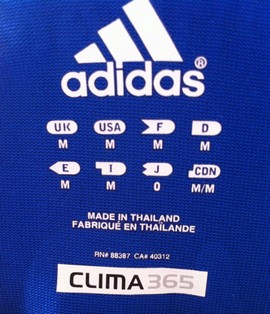 adidas®
UK USA F D
M M M M
E I J CDN
M M O M/M
MADE IN THAILAND
FABRIQUÉ EN THAÏLANDE
RN# 88387 CA# 40312
CLIMA365